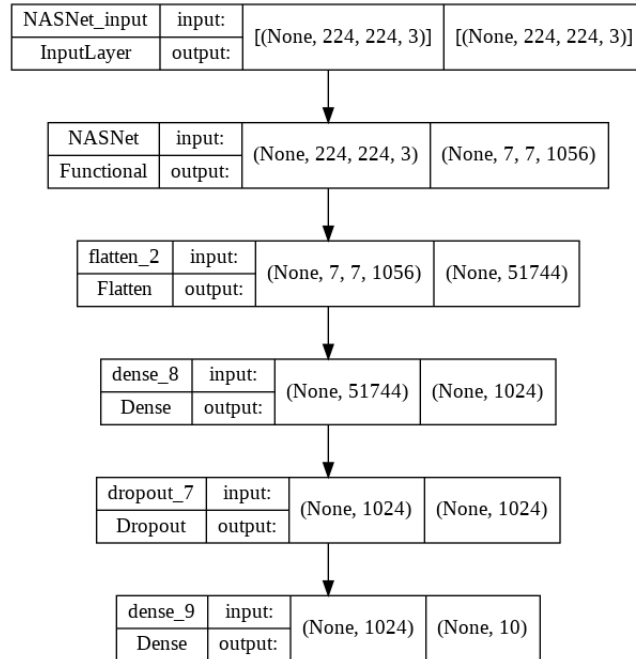 NASNet_input input: [(None, 224, 224, 3)] [(None, 224, 224, 3)]
InputLayer output:
NASNet input: (None, 224, 224, 3) (None, 7, 7, 1056)
Functional output:
flatten_2 input: (None, 7, 7, 1056) (None, 51744)
Flatten output:
dense_8 input: (None, 51744) (None, 1024)
Dense output:
dropout_7 input: (None, 1024) (None, 1024)
Dropout output:
dense_9 input: (None, 1024) (None, 10)
Dense output: